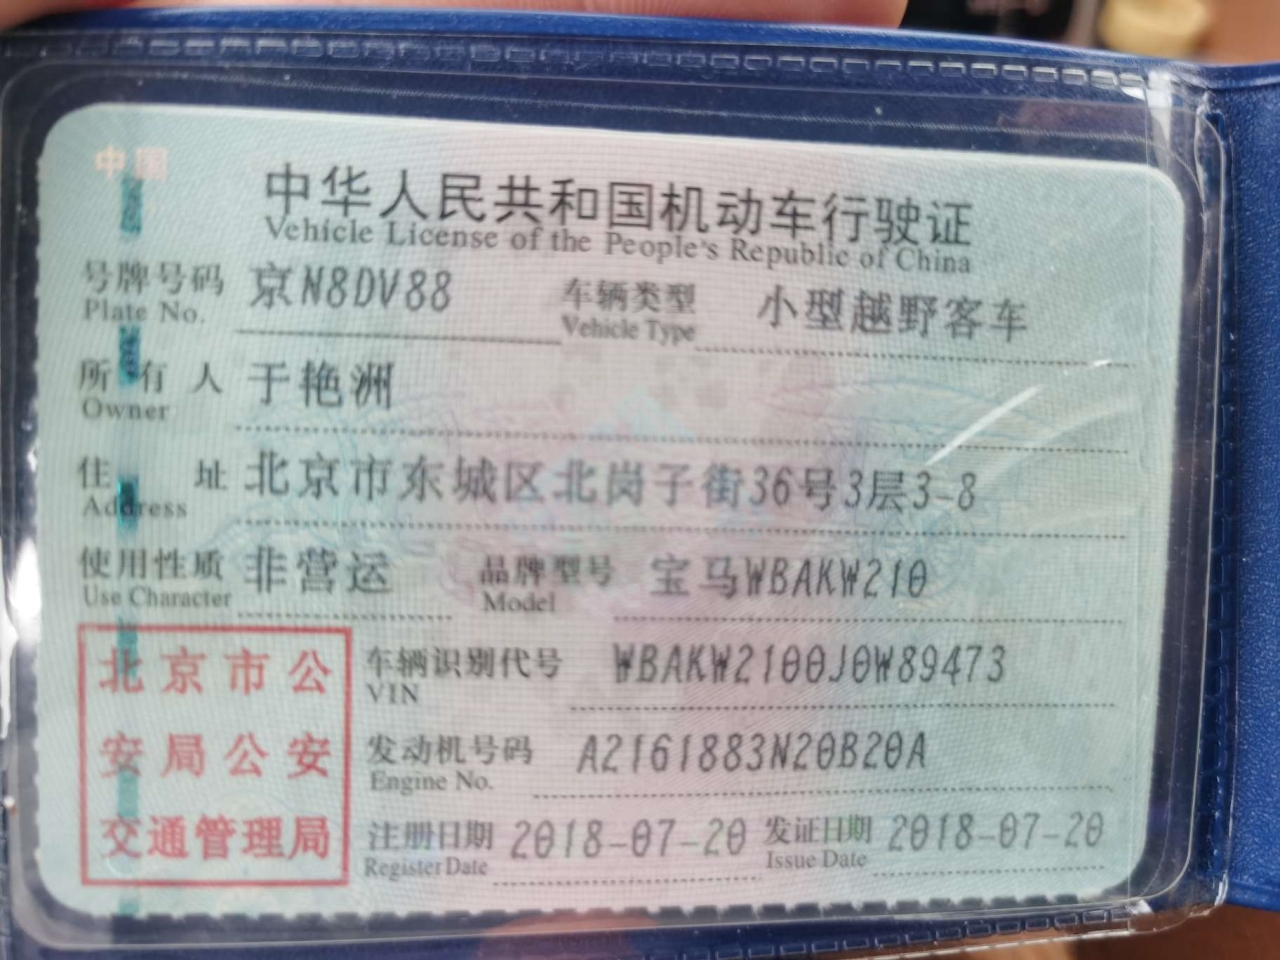 中国
中华人民共和国机动车行驶证
Vehicle License of the People's Republic of China
号牌号码 京N8DV88 车辆类型 小型越野客车
Plate No. Vehicle Type
所有人 于艳洲
Owner
住址 北京市东城区北岗子街36号3层3-8
Address
使用性质 非营运 品牌型号 宝马WBAKW210
Use Character Model
北京市公
安局公安
交通管理局
车辆识别代号 WBAKW2100J0W89473
VIN
发动机号码 A2161883N20B20A
Engine No.
注册日期 2018-07-20 发证日期 2018-07-20
Register Date Issue Date